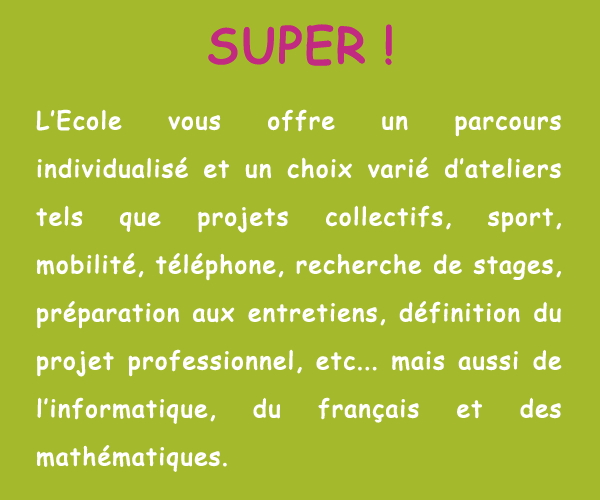 SUPER !
L'Ecole vous offre un parcours
individualisé et un choix varié d'ateliers
tels que projets collectifs, sport,
mobilité, téléphone, recherche de stages,
préparation aux entretiens, définition du
projet professionnel, etc... mais aussi de
l'informatique, du français et des
mathématiques.